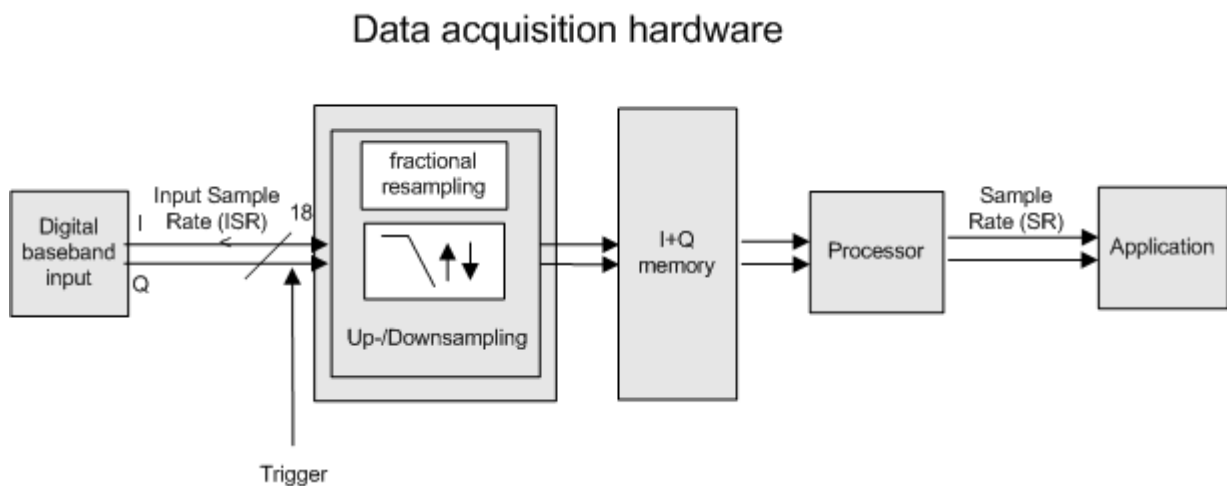 Data acquisition hardware
Digital
baseband
input
I
Q
Input Sample
Rate (ISR)
18
Trigger
fractional
resampling
Up-/Downsampling
I+Q
memory
Processor
Sample
Rate (SR)
Application